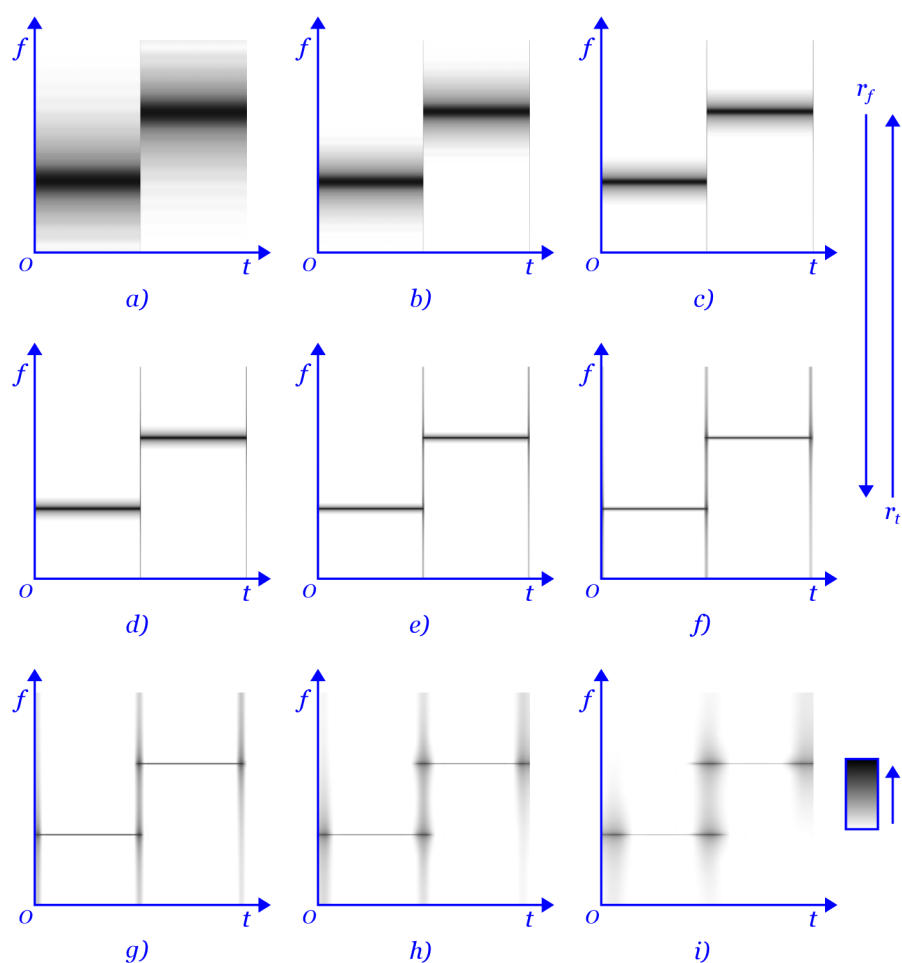 f f f
r_f
O t O t O t
a) b) c)
f f f
r_t
O t O t O t
d) e) f)
f f f
O t O t O t
g) h) i)